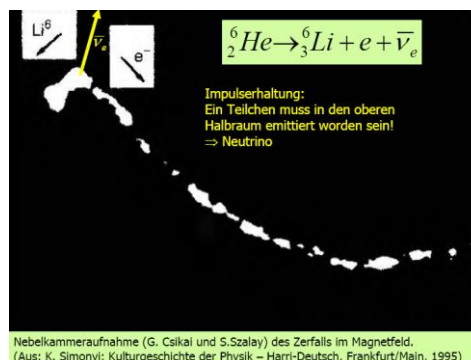 Li⁶
ν̄ₑ
e⁻
⁶₂He→⁶₃Li + e + ν̄ₑ
Impulserhaltung:
Ein Teilchen muss in den oberen
Halbraum emittiert worden sein!
⇒ Neutrino
Nebelkammeraufnahme (G. Csikai und S.Szalay) des Zerfalls im Magnetfeld.
(Aus: K. Simonyi: Kulturgeschichte der Physik – Harri-Deutsch, Frankfurt/Main, 1995)